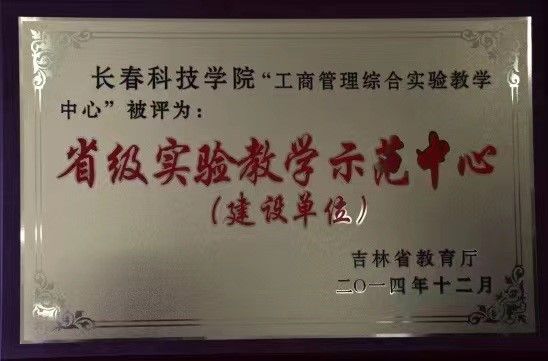 长春科技学院“工商管理综合实验教学
中心”被评为：
省级实验教学示范中心
（建设单位）
吉林省教育厅
二〇一四年十二月